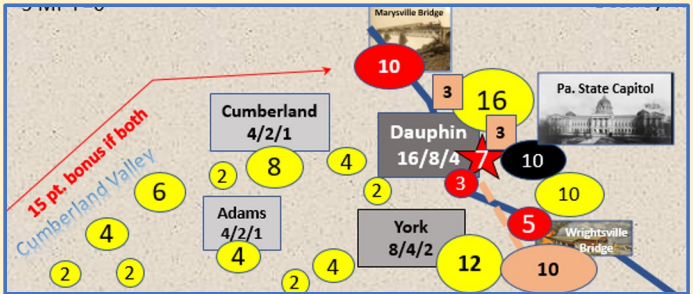 Marysville Bridge
10
3
16
Pa. State Capitol
Cumberland
4/2/1
Dauphin
16/8/4
3
7
10
15 pt. bonus if both
Cumberland Valley
2
8
4
3
10
6
2
Adams
4/2/1
York
8/4/2
5
Wrightsville
Bridge
4
4
4
12
10
2
2
2